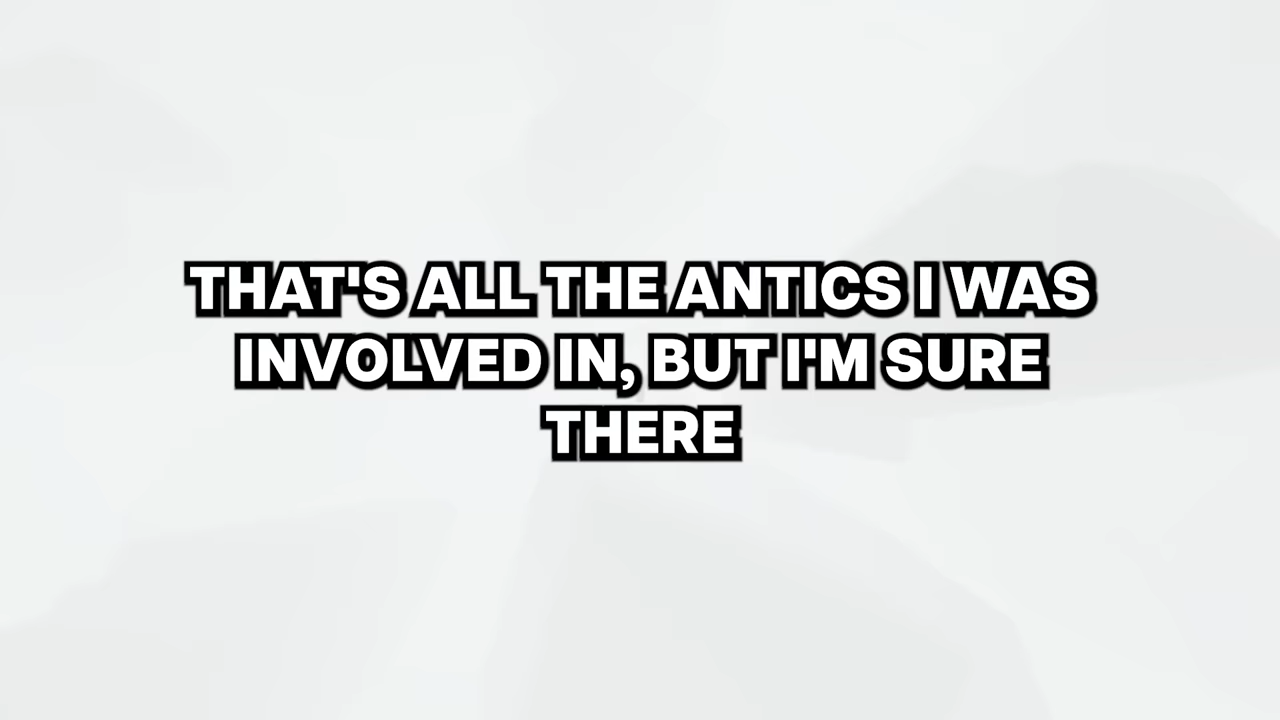 THAT'S ALL THE ANTICS I WAS
INVOLVED IN, BUT I'M SURE
THERE